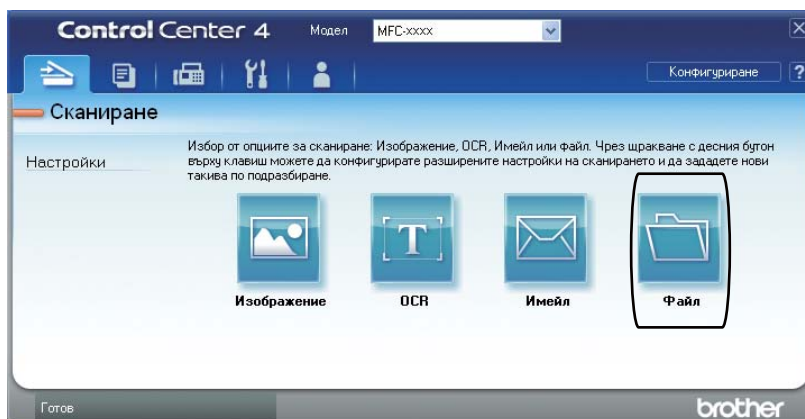 Control Center 4 Модел MFC-xxxx X
Конфигуриране ?
Сканиране
Избор от опциите за сканиране: Изображение, OCR, Имейл или файл. Чрез щракване с десния бутон
Настройки върху клавиш можете да конфигурирате разширените настройки на сканирането и да зададете нови
такива по подразбиране.
T
Изображение OCR Имейл Файл
Готов brother